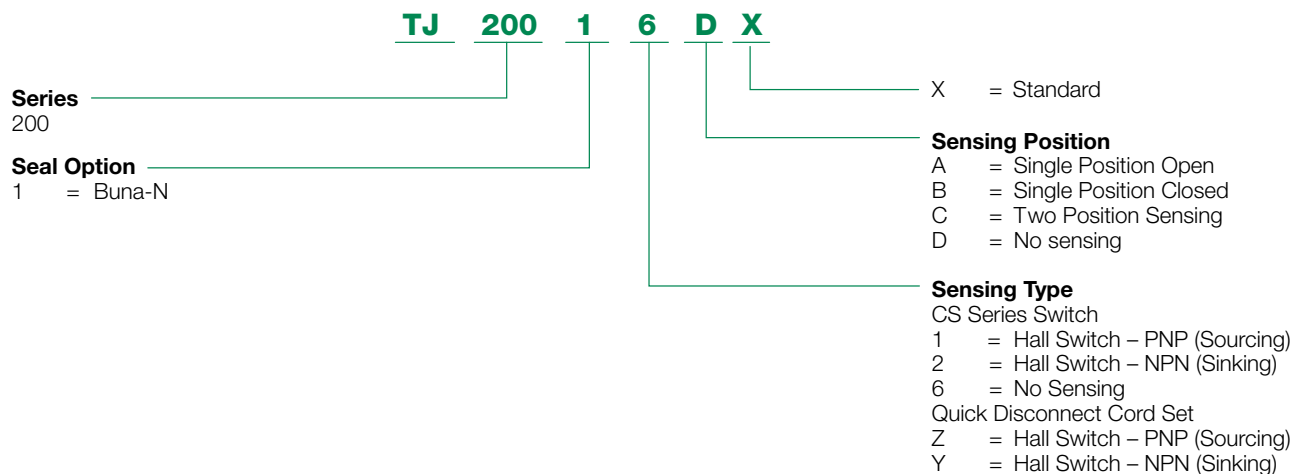 TJ 200 1 6 D X
Series
200
Seal Option
1 = Buna-N
X = Standard
Sensing Position
A = Single Position Open
B = Single Position Closed
C = Two Position Sensing
D = No sensing
Sensing Type
CS Series Switch
1 = Hall Switch – PNP (Sourcing)
2 = Hall Switch – NPN (Sinking)
6 = No Sensing
Quick Disconnect Cord Set
Z = Hall Switch – PNP (Sourcing)
Y = Hall Switch – NPN (Sinking)